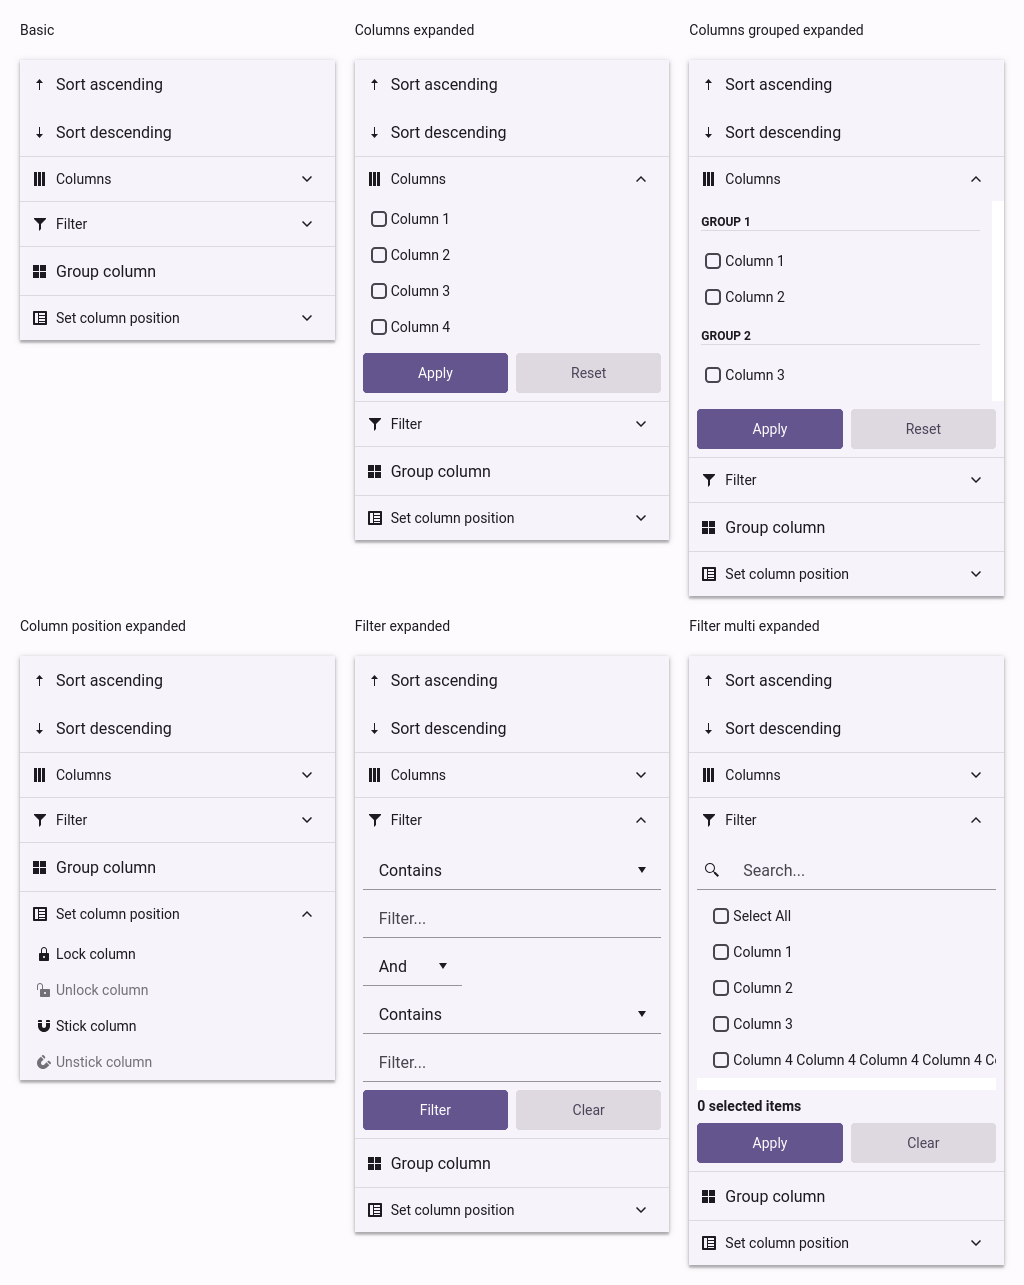 Basic
Sort ascending
Sort descending
Columns
Filter
Group column
Set column position
Columns expanded
Sort ascending
Sort descending
Columns
Column 1
Column 2
Column 3
Column 4
Apply
Reset
Filter
Group column
Set column position
Columns grouped expanded
Sort ascending
Sort descending
Columns
GROUP 1
Column 1
Column 2
GROUP 2
Column 3
Apply
Reset
Filter
Group column
Set column position
Column position expanded
Sort ascending
Sort descending
Columns
Filter
Group column
Set column position
Lock column
Unlock column
Stick column
Unstick column
Filter expanded
Sort ascending
Sort descending
Columns
Filter
Contains
Filter...
And
Contains
Filter...
Filter
Clear
Group column
Set column position
Filter multi expanded
Sort ascending
Sort descending
Columns
Filter
Search...
Select All
Column 1
Column 2
Column 3
Column 4 Column 4 Column 4 Column 4
0 selected items
Apply
Clear
Group column
Set column position